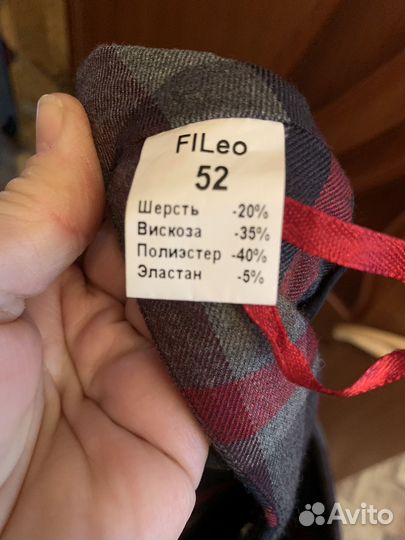 FILeo
52
Шерсть -20%
Вискоза -35%
Полиэстер -40%
Эластан -5%
Avito